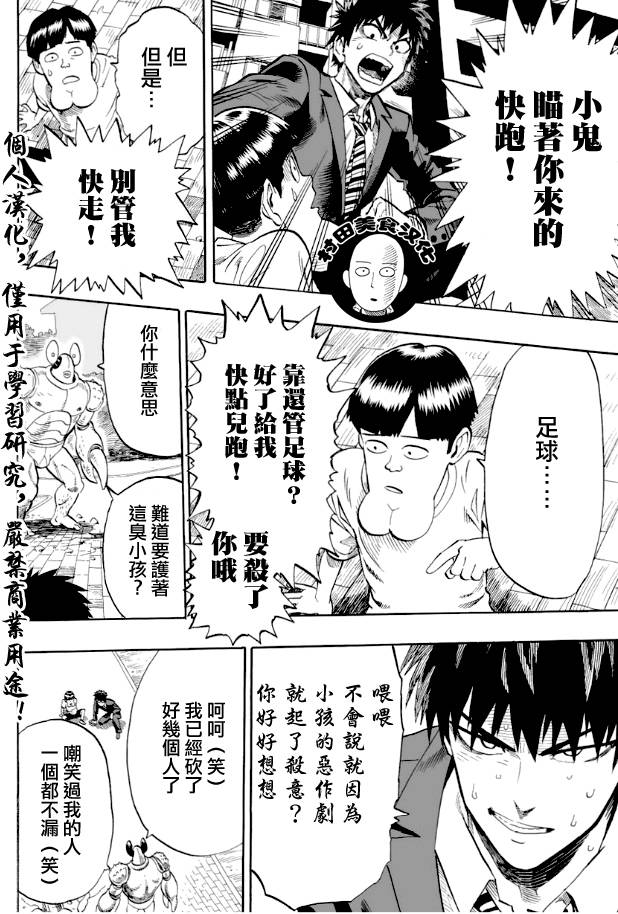 小鬼
瞄著你來的
快跑！
但
但是…
別管我
快走！
村田美食汉化
足球……
靠還管足球？
好了給我
快點兒跑！
要殺了
你哦
你什麼意思
難道要護著
這臭小孩？
喂喂
不會說就因為
小孩的惡作劇
就起了殺意？
你好好想想
呵呵（笑）
我已經砍了
好幾個人了
嘲笑過我的人
一個都不漏（笑）
個人漢化，僅用于學習研究，嚴禁商業用途！